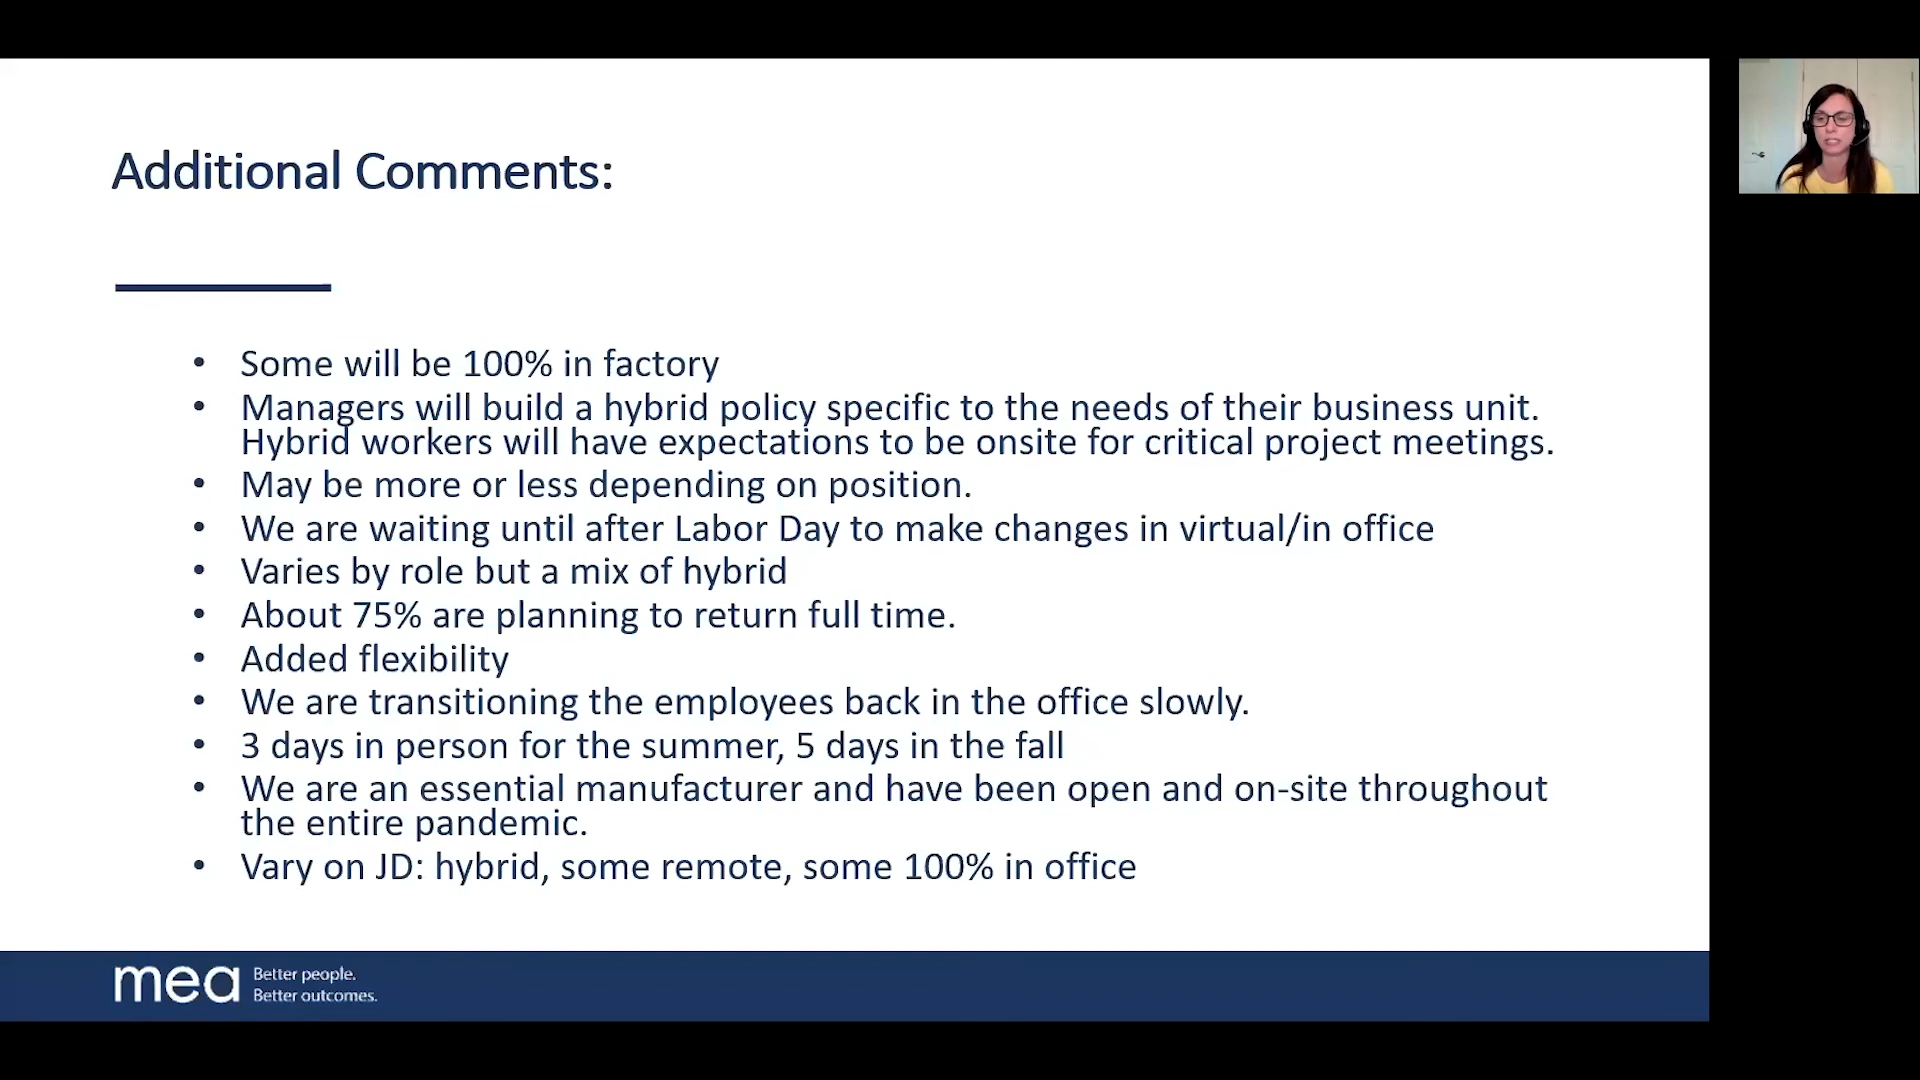 Additional Comments:
• Some will be 100% in factory
• Managers will build a hybrid policy specific to the needs of their business unit.
Hybrid workers will have expectations to be onsite for critical project meetings.
• May be more or less depending on position.
• We are waiting until after Labor Day to make changes in virtual/in office
• Varies by role but a mix of hybrid
• About 75% are planning to return full time.
• Added flexibility
• We are transitioning the employees back in the office slowly.
• 3 days in person for the summer, 5 days in the fall
• We are an essential manufacturer and have been open and on-site throughout
the entire pandemic.
• Vary on JD: hybrid, some remote, some 100% in office
mea
Better people.
Better outcomes.